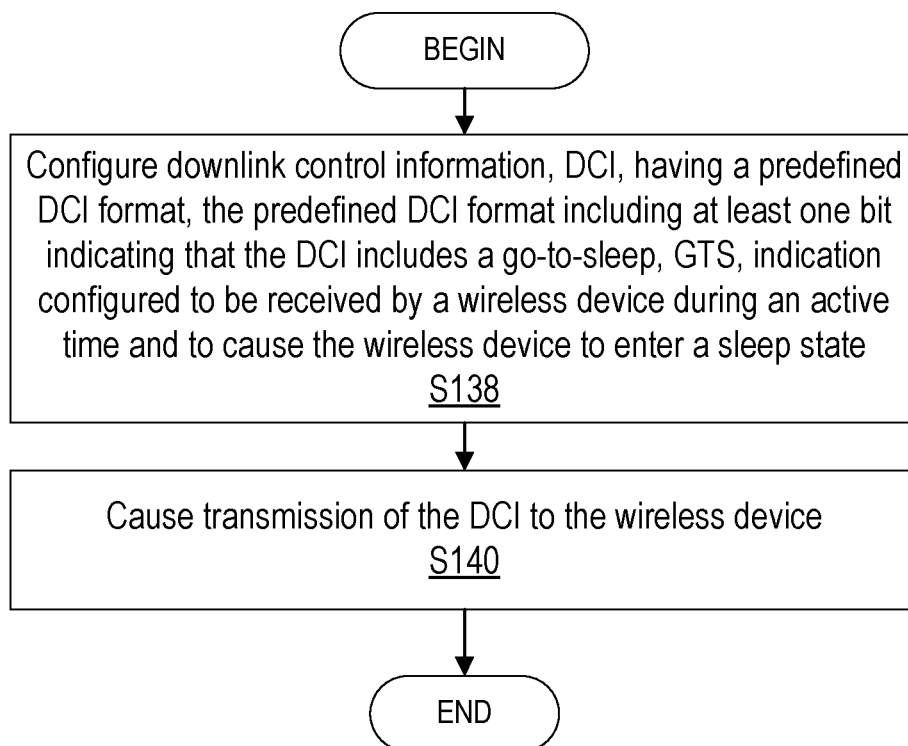 BEGIN
Configure downlink control information, DCI, having a predefined
DCI format, the predefined DCI format including at least one bit
indicating that the DCI includes a go-to-sleep, GTS, indication
configured to be received by a wireless device during an active
time and to cause the wireless device to enter a sleep state
S138
Cause transmission of the DCI to the wireless device
S140
END